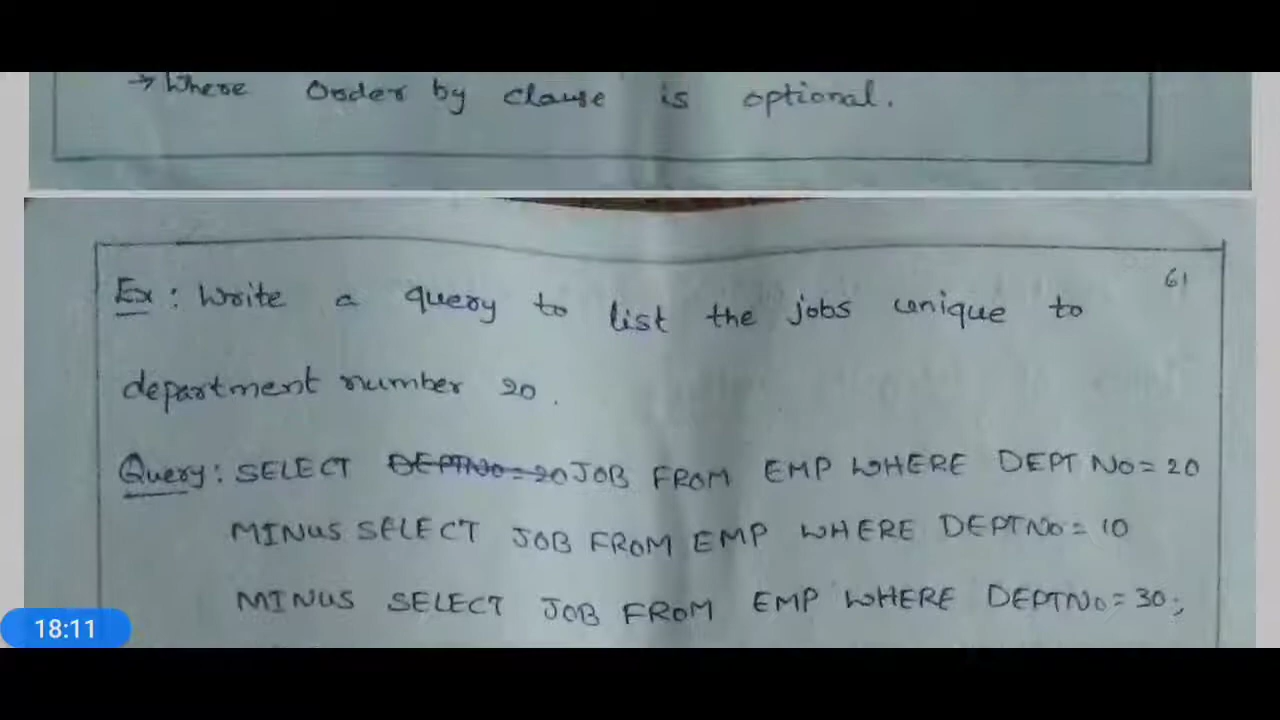 → Where Order by clause is optional.
61
Ex: Write a query to list the jobs unique to
department number 20.
Query: SELECT DEPTNO=20 JOB FROM EMP WHERE DEPTNO=20
MINUS SELECT JOB FROM EMP WHERE DEPTNO=10
MINUS SELECT JOB FROM EMP WHERE DEPTNO=30;
18:11